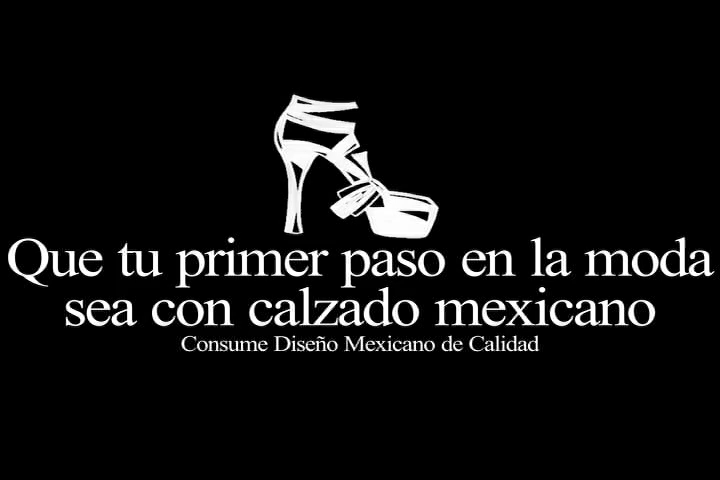 Que tu primer paso en la moda
sea con calzado mexicano
Consume Diseño Mexicano de Calidad